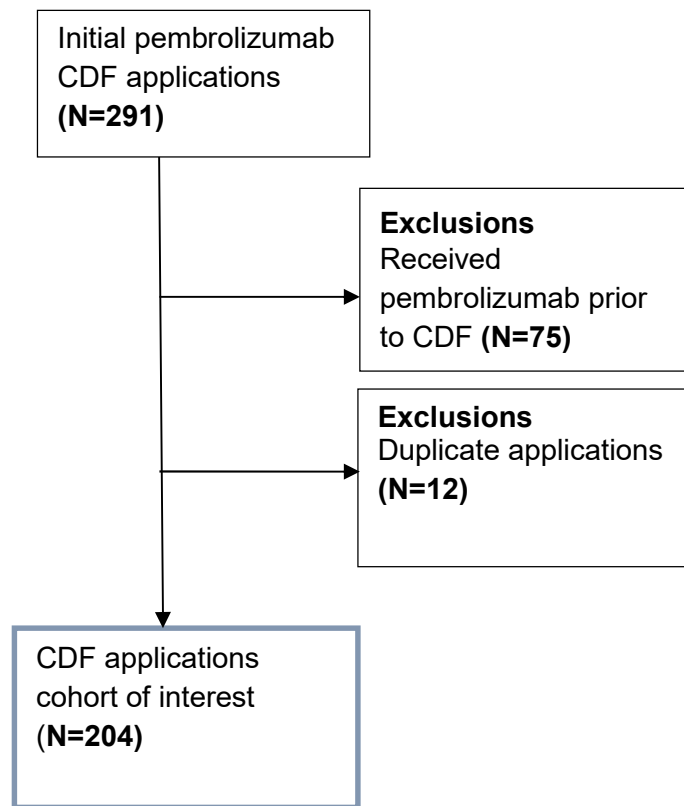 Initial pembrolizumab
CDF applications
(N=291)
Exclusions
Received
pembrolizumab prior
to CDF (N=75)
Exclusions
Duplicate applications
(N=12)
CDF applications
cohort of interest
(N=204)